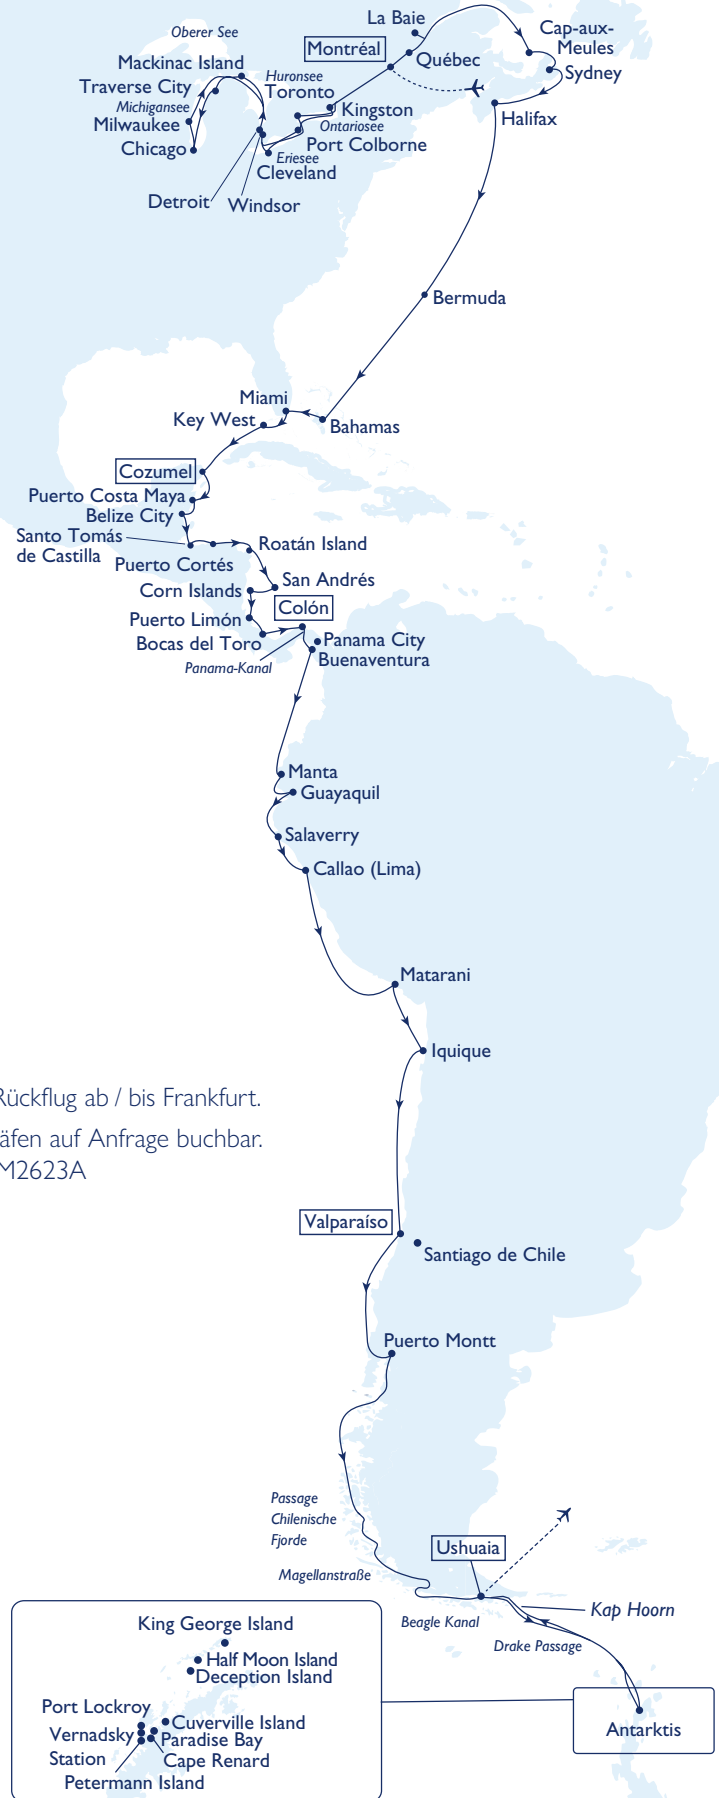 La Baie
Cap-aux-
Meules
Oberer See
Montréal
Québec
Mackinac Island
Sydney
Huronsee
Traverse City
Toronto
Michigansee
Kingston
Halifax
Milwaukee
Ontariosee
Port Colborne
Chicago
Eriesee
Cleveland
Detroit
Windsor
Bermuda
Miami
Key West
Bahamas
Cozumel
Puerto Costa Maya
Belize City
Santo Tomás
de Castilla
Roatán Island
Puerto Cortés
San Andrés
Corn Islands
Colón
Puerto Limón
Bocas del Toro
Panama City
Buenaventura
Panama-Kanal
Manta
Guayaquil
Salaverry
Callao (Lima)
Matarani
Iquique
Rückflug ab / bis Frankfurt.
äfen auf Anfrage buchbar.
M2623A
Valparaíso
Santiago de Chile
Puerto Montt
Passage
Chilenische
Fjorde
Ushuaia
Magellanstraße
Kap Hoorn
Beagle Kanal
Drake Passage
King George Island
Half Moon Island
Deception Island
Port Lockroy
Cuverville Island
Vernadsky
Station
Paradise Bay
Cape Renard
Petermann Island
Antarktis